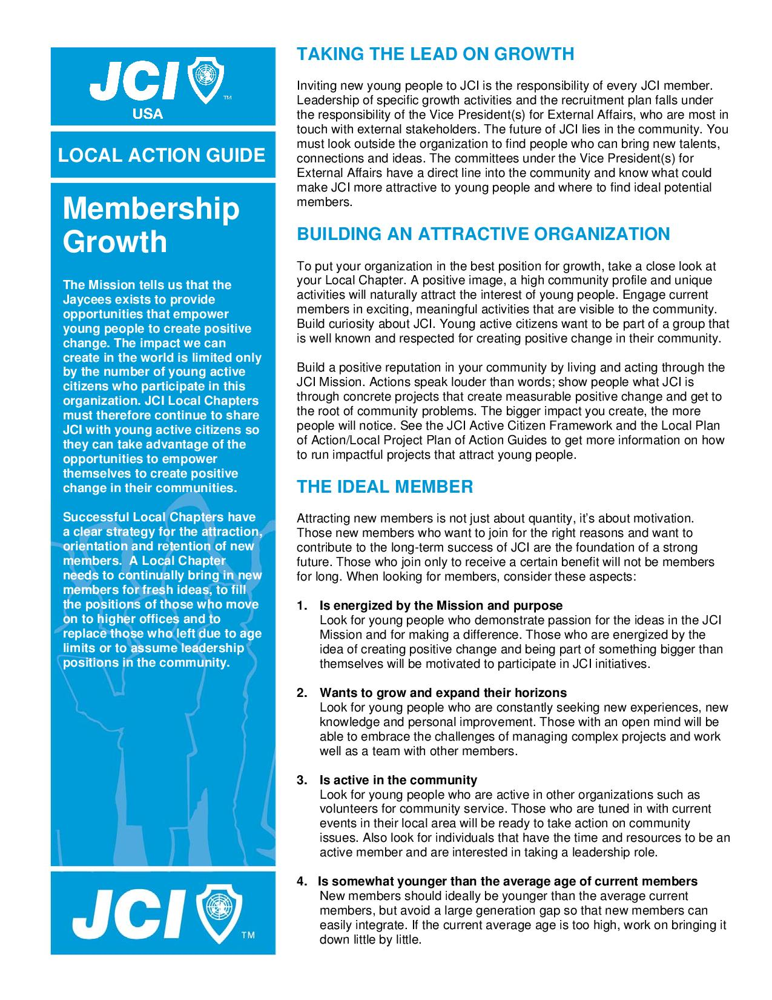 JCI
TM
USA
LOCAL ACTION GUIDE
Membership
Growth
The Mission tells us that the
Jaycees exists to provide
opportunities that empower
young people to create positive
change. The impact we can
create in the world is limited only
by the number of young active
citizens who participate in this
organization. JCI Local Chapters
must therefore continue to share
JCI with young active citizens so
they can take advantage of the
opportunities to empower
themselves to create positive
change in their communities.
Successful Local Chapters have
a clear strategy for the attraction,
orientation and retention of new
members.  A Local Chapter
needs to continually bring in new
members for fresh ideas, to fill
the positions of those who move
on to higher offices and to
replace those who left due to age
limits or to assume leadership
positions in the community.
JCI
TM
TAKING THE LEAD ON GROWTH
Inviting new young people to JCI is the responsibility of every JCI member.
Leadership of specific growth activities and the recruitment plan falls under
the responsibility of the Vice President(s) for External Affairs, who are most in
touch with external stakeholders. The future of JCI lies in the community. You
must look outside the organization to find people who can bring new talents,
connections and ideas. The committees under the Vice President(s) for
External Affairs have a direct line into the community and know what could
make JCI more attractive to young people and where to find ideal potential
members.
BUILDING AN ATTRACTIVE ORGANIZATION
To put your organization in the best position for growth, take a close look at
your Local Chapter. A positive image, a high community profile and unique
activities will naturally attract the interest of young people. Engage current
members in exciting, meaningful activities that are visible to the community.
Build curiosity about JCI. Young active citizens want to be part of a group that
is well known and respected for creating positive change in their community.
Build a positive reputation in your community by living and acting through the
JCI Mission. Actions speak louder than words; show people what JCI is
through concrete projects that create measurable positive change and get to
the root of community problems. The bigger impact you create, the more
people will notice. See the JCI Active Citizen Framework and the Local Plan
of Action/Local Project Plan of Action Guides to get more information on how
to run impactful projects that attract young people.
THE IDEAL MEMBER
Attracting new members is not just about quantity, it’s about motivation.
Those new members who want to join for the right reasons and want to
contribute to the long-term success of JCI are the foundation of a strong
future. Those who join only to receive a certain benefit will not be members
for long. When looking for members, consider these aspects:
1. Is energized by the Mission and purpose
Look for young people who demonstrate passion for the ideas in the JCI
Mission and for making a difference. Those who are energized by the
idea of creating positive change and being part of something bigger than
themselves will be motivated to participate in JCI initiatives.
2. Wants to grow and expand their horizons
Look for young people who are constantly seeking new experiences, new
knowledge and personal improvement. Those with an open mind will be
able to embrace the challenges of managing complex projects and work
well as a team with other members.
3. Is active in the community
Look for young people who are active in other organizations such as
volunteers for community service. Those who are tuned in with current
events in their local area will be ready to take action on community
issues. Also look for individuals that have the time and resources to be an
active member and are interested in taking a leadership role.
4. Is somewhat younger than the average age of current members
New members should ideally be younger than the average current
members, but avoid a large generation gap so that new members can
easily integrate. If the current average age is too high, work on bringing it
down little by little.